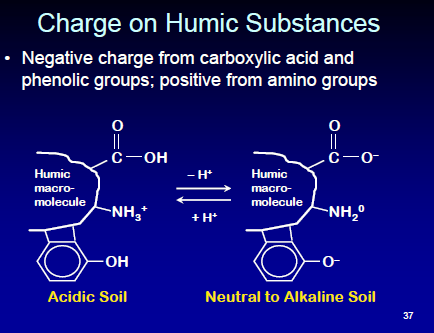 Charge on Humic Substances
• Negative charge from carboxylic acid and
phenolic groups; positive from amino groups
O
C—OH
Humic
macro-
molecule
NH₃⁺
OH
Acidic Soil
– H⁺
+ H⁺
O
C—O⁻
Humic
macro-
molecule
NH₂⁰
O⁻
Neutral to Alkaline Soil
37